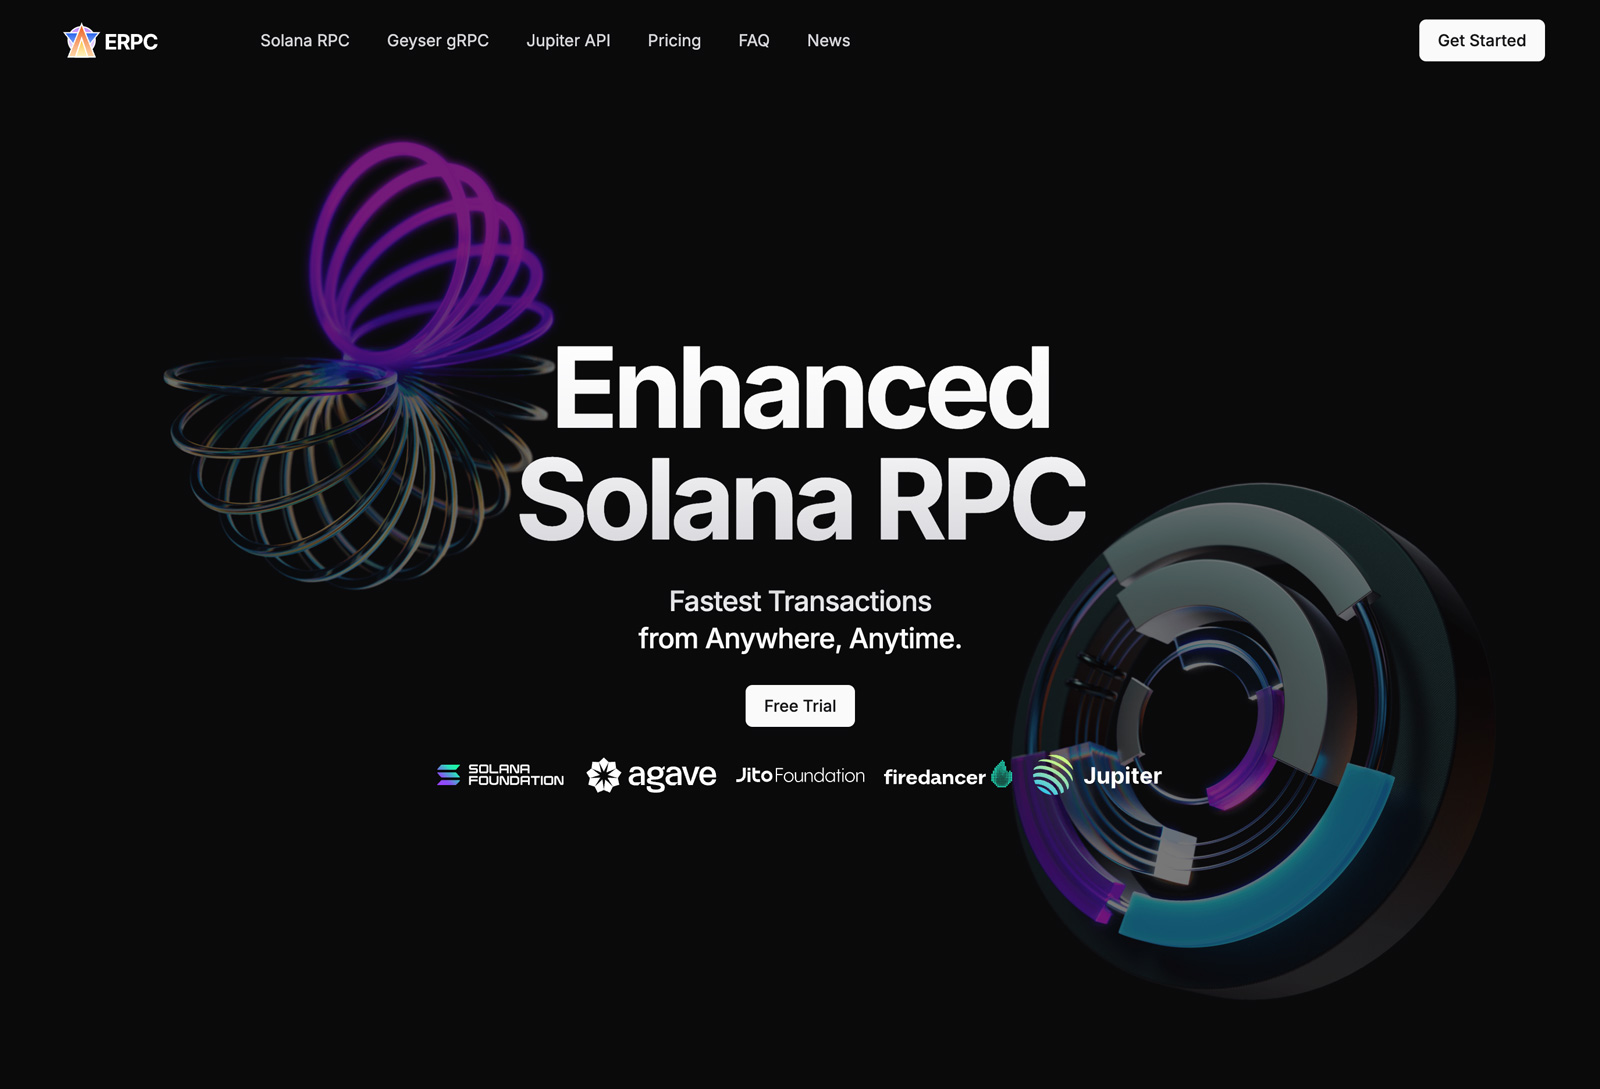 ERPC
Solana RPC
Geyser gRPC
Jupiter API
Pricing
FAQ
News
Get Started
Enhanced
Solana RPC
Fastest Transactions
from Anywhere, Anytime.
Free Trial
SOLANA
FOUNDATION
agave
Jito Foundation
firedancer
Jupiter